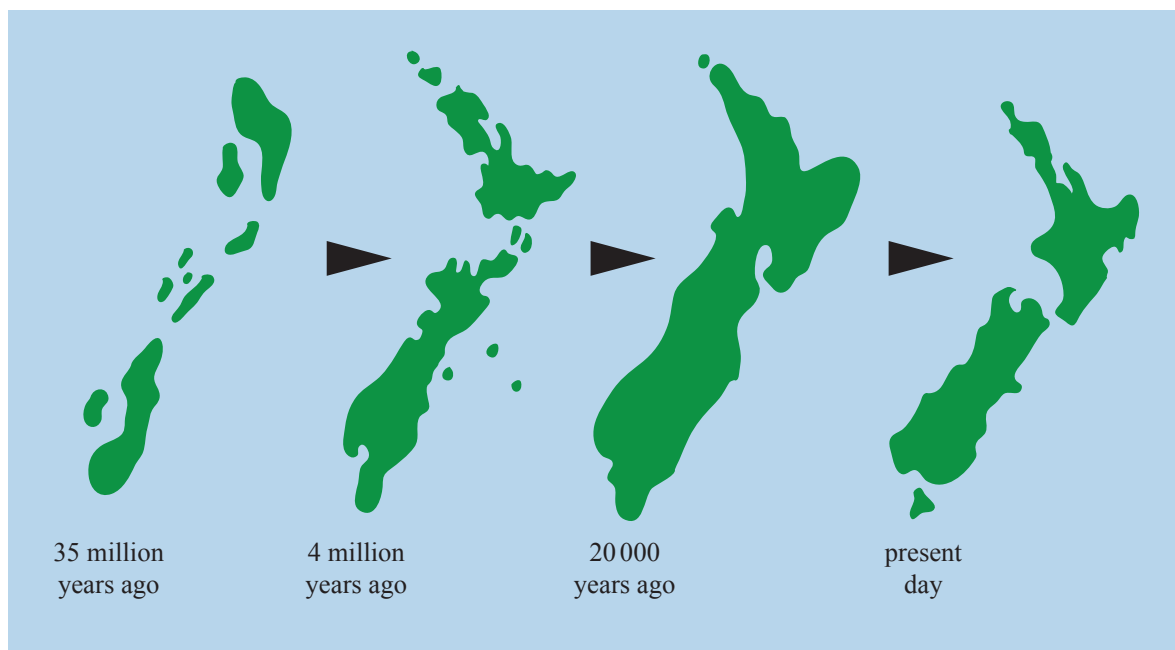 35 million
years ago
4 million
years ago
20 000
years ago
present
day